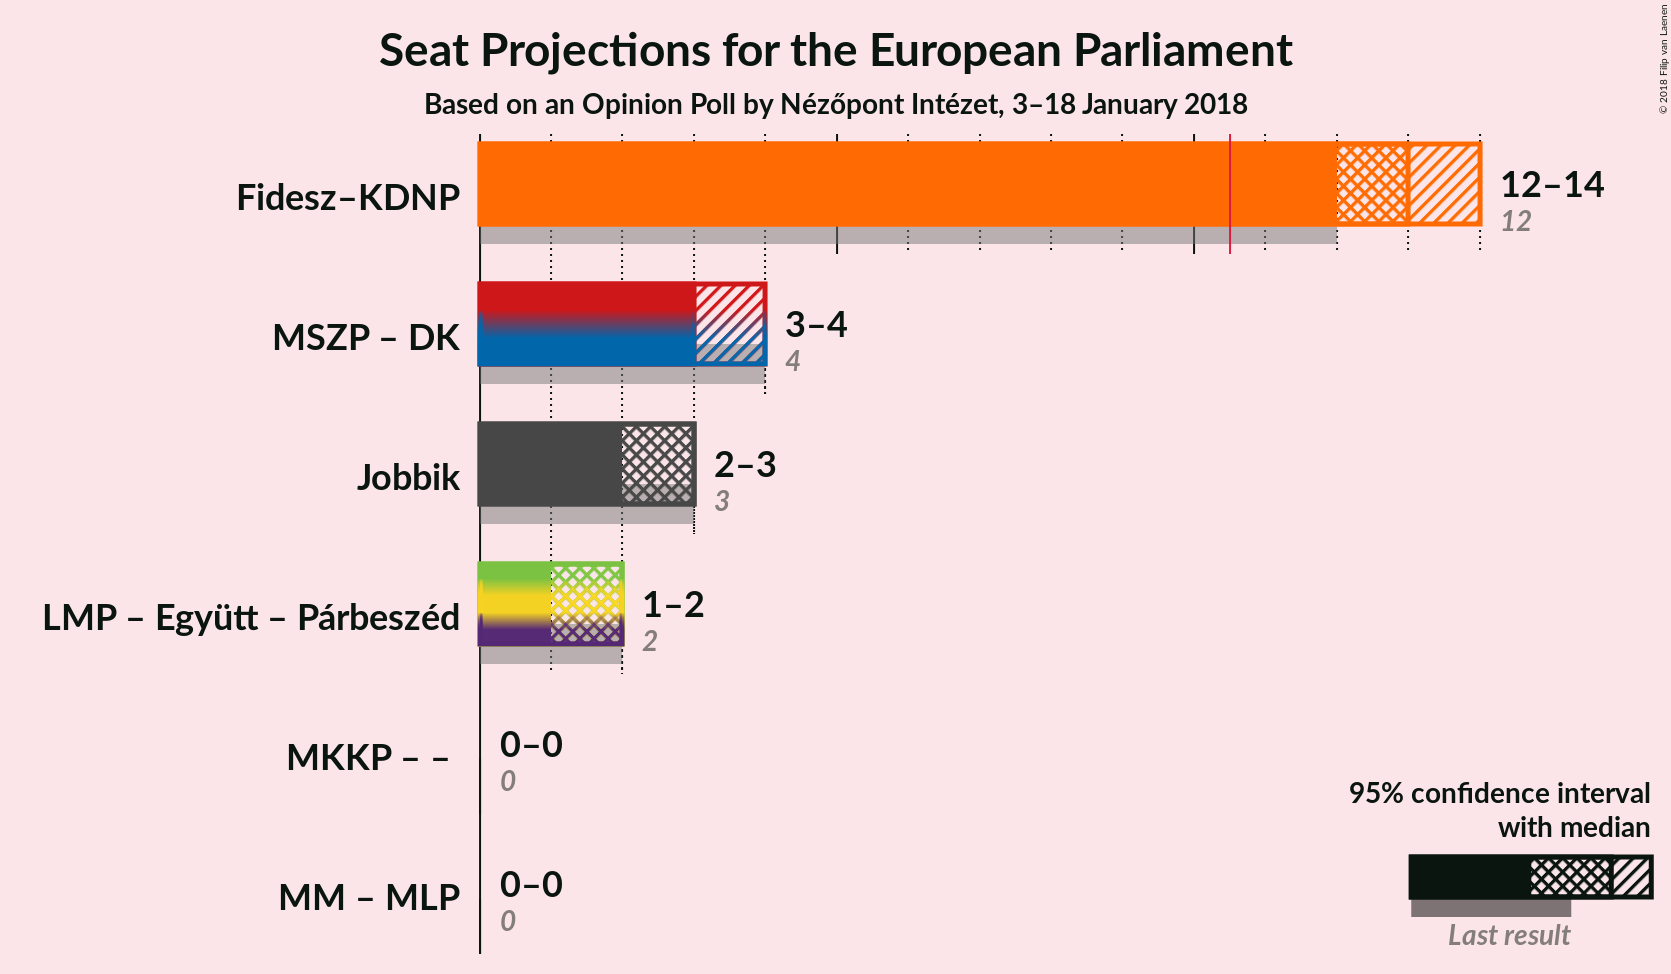 Seat Projections for the European Parliament
Based on an Opinion Poll by Nézőpont Intézet, 3–18 January 2018
© 2018 Filip van Laenen
Fidesz–KDNP
12–14
12
MSZP – DK
3–4
4
Jobbik
2–3
3
LMP – Együtt – Párbeszéd
1–2
2
MKKP – –
0–0
0
MM – MLP
0–0
0
95% confidence interval
with median
Last result